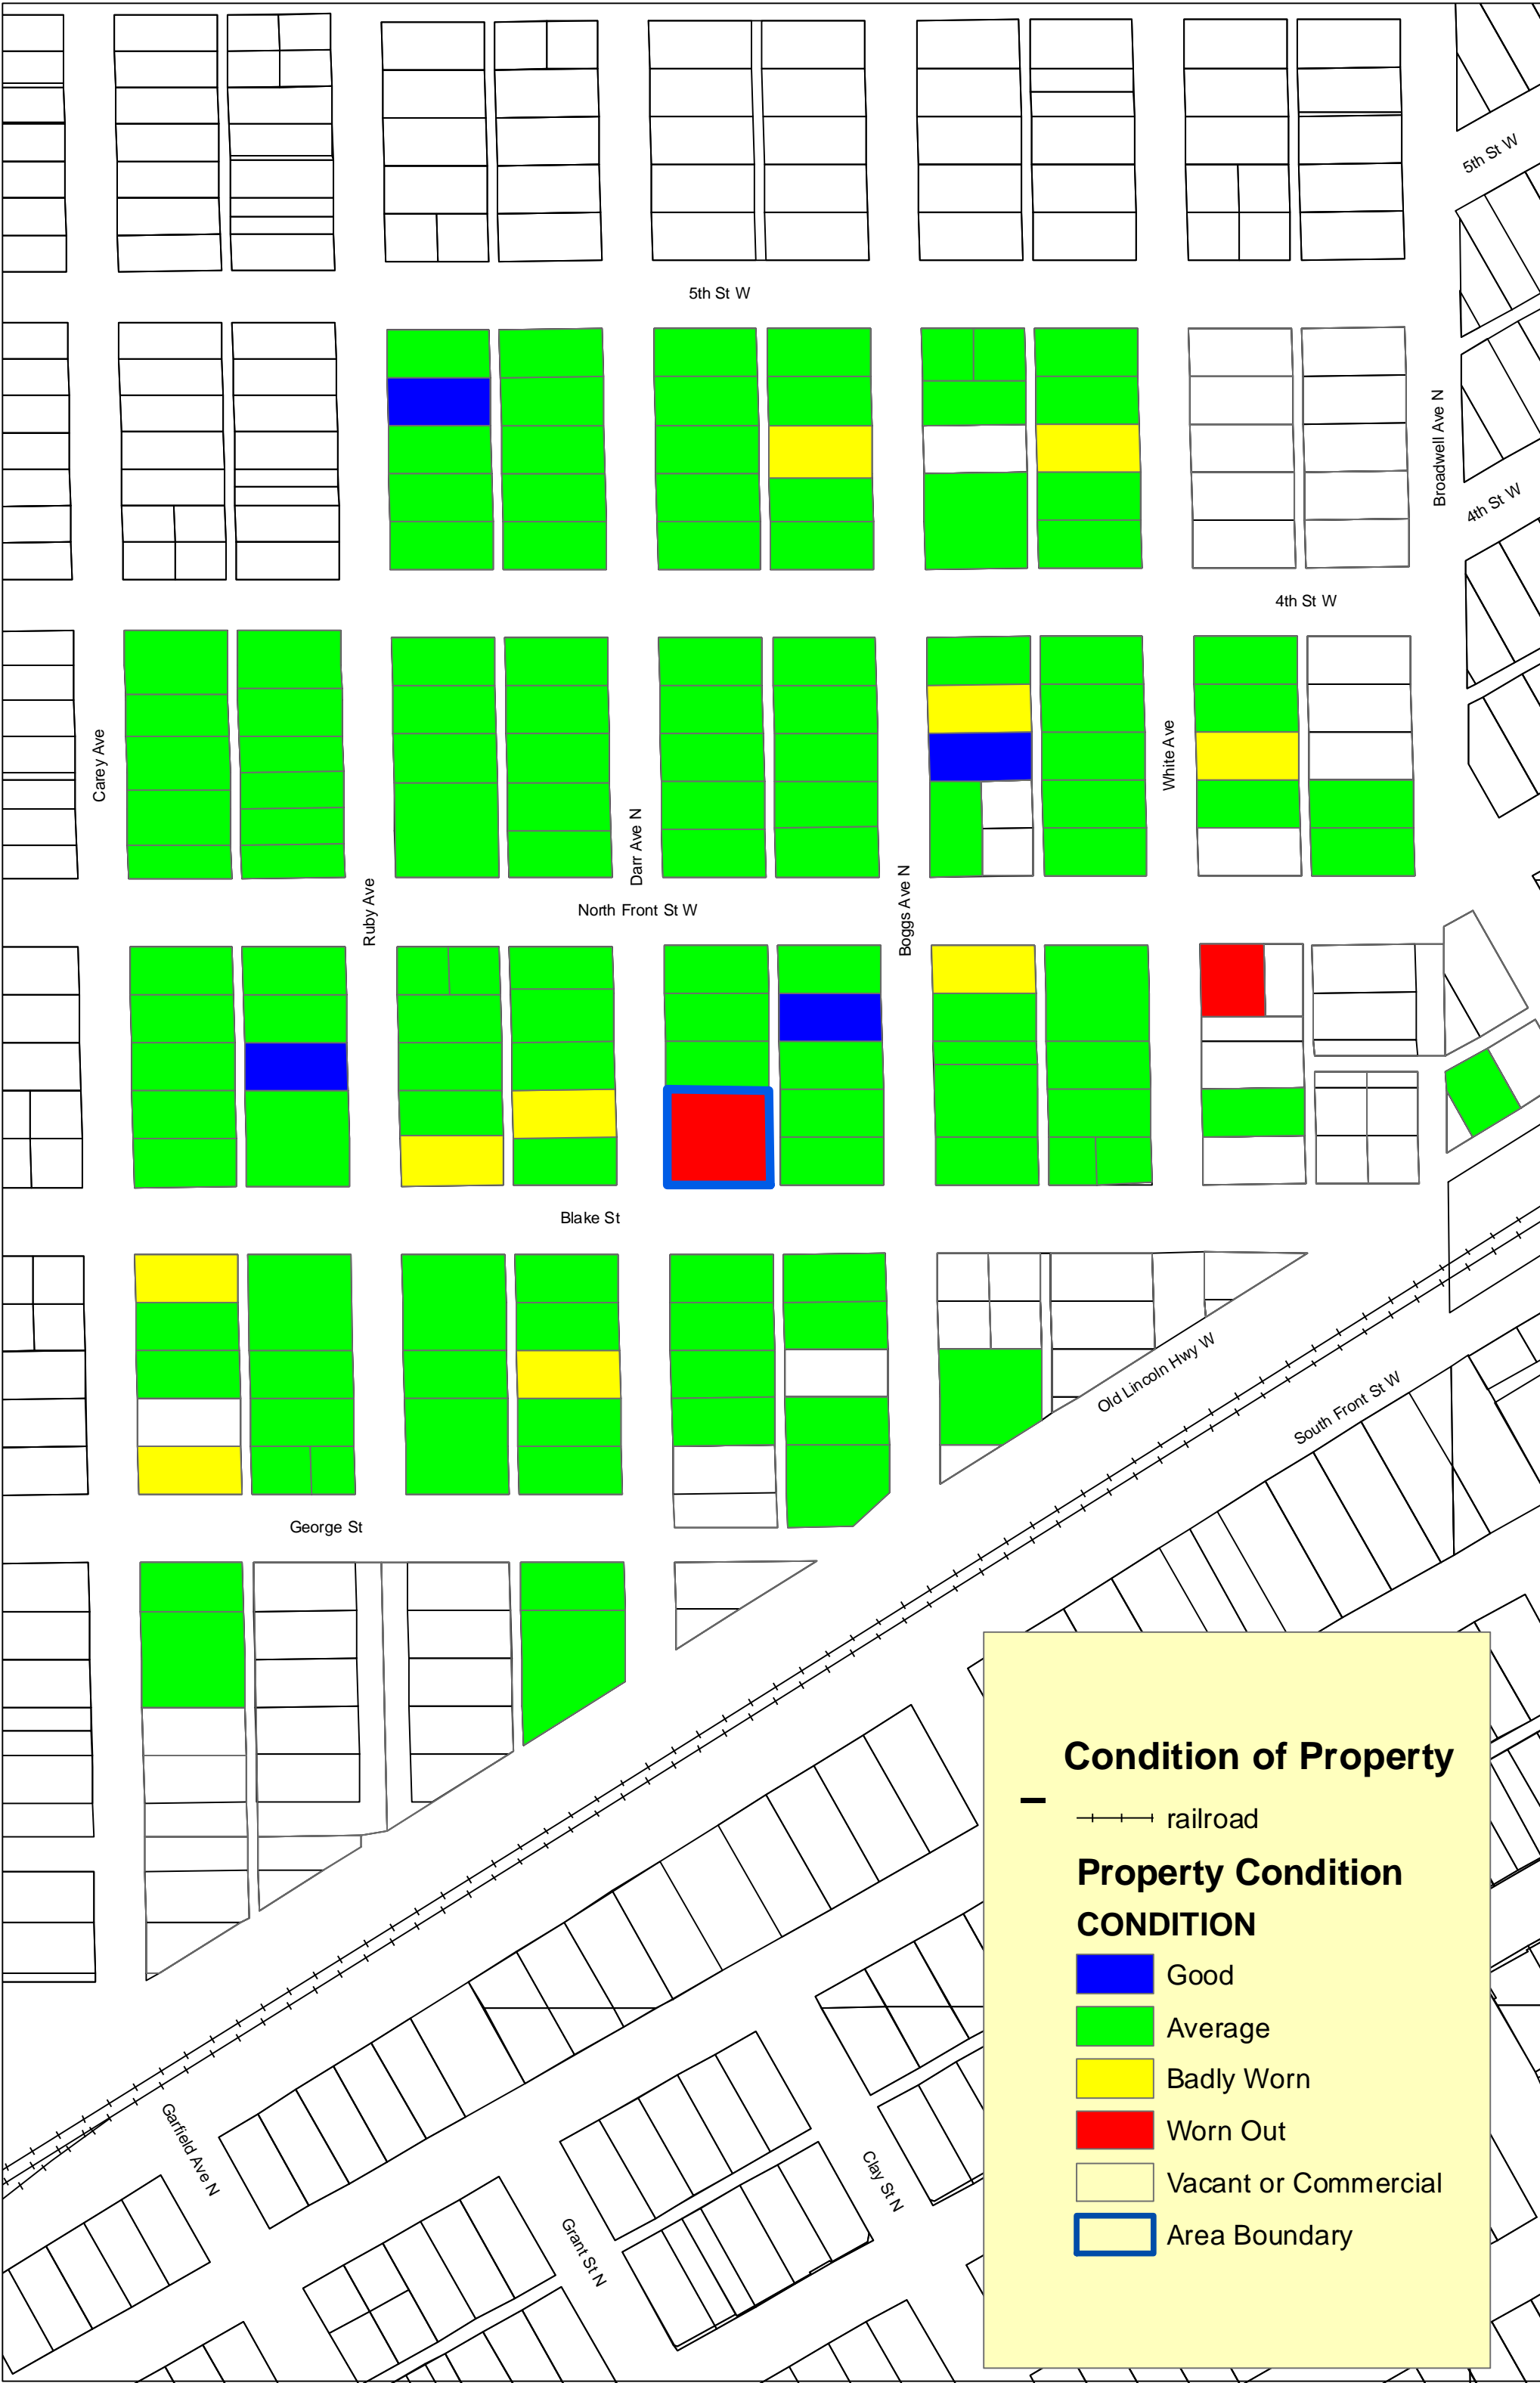 5th St W
5th St W
Broadwell Ave N
4th St W
4th St W
Carey Ave
White Ave
Darr Ave N
Ruby Ave
North Front St W
Boggs Ave N
Blake St
Old Lincoln Hwy W
South Front St W
George St
Condition of Property
railroad
Property Condition
CONDITION
Good
Average
Badly Worn
Worn Out
Vacant or Commercial
Area Boundary
Garfield Ave N
Clay St N
Grant St N